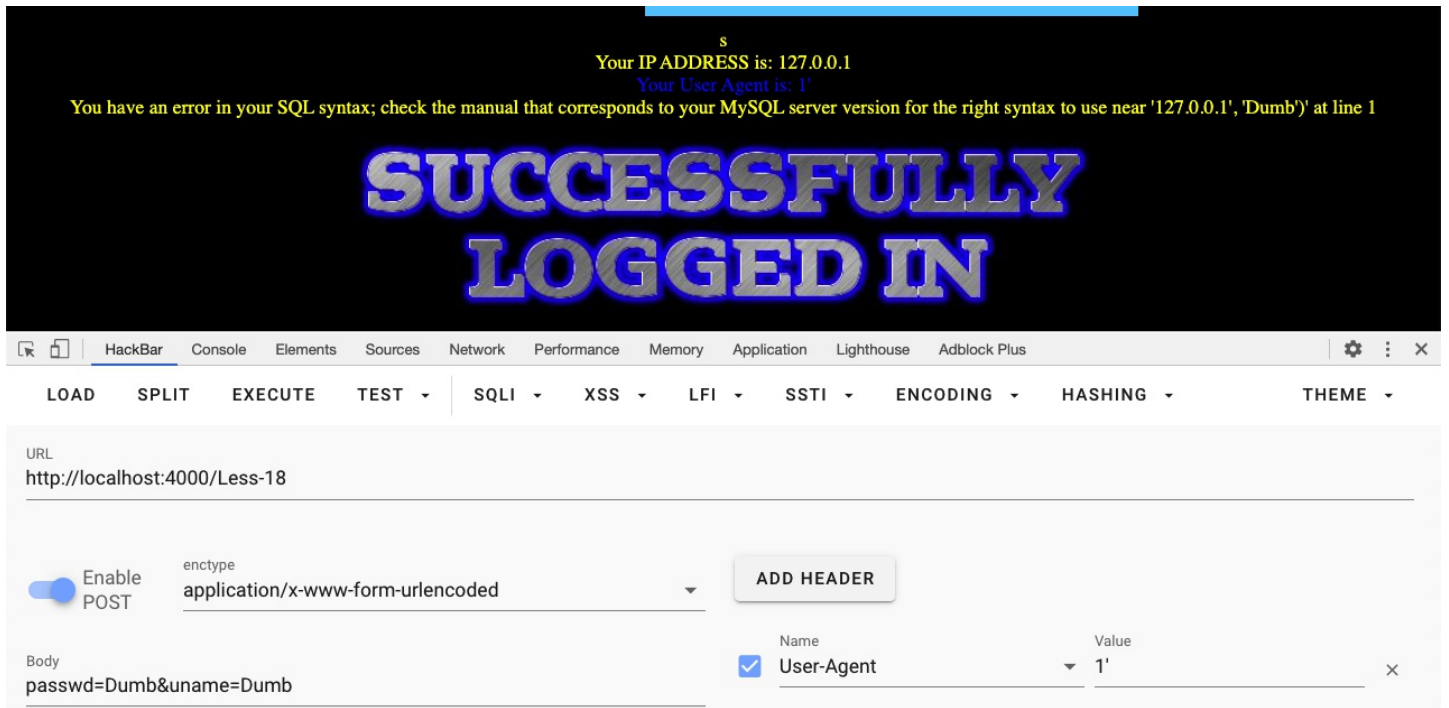 s
Your IP ADDRESS is: 127.0.0.1
Your User Agent is: 1'
You have an error in your SQL syntax; check the manual that corresponds to your MySQL server version for the right syntax to use near '127.0.0.1', 'Dumb')' at line 1
SUCCESSFULLY
LOGGED IN
HackBar Console Elements Sources Network Performance Memory Application Lighthouse Adblock Plus
LOAD SPLIT EXECUTE TEST SQLI XSS LFI SSTI ENCODING HASHING THEME
URL
http://localhost:4000/Less-18
Enable
POST
enctype
application/x-www-form-urlencoded
ADD HEADER
Body
passwd=Dumb&uname=Dumb
Name Value
User-Agent 1'